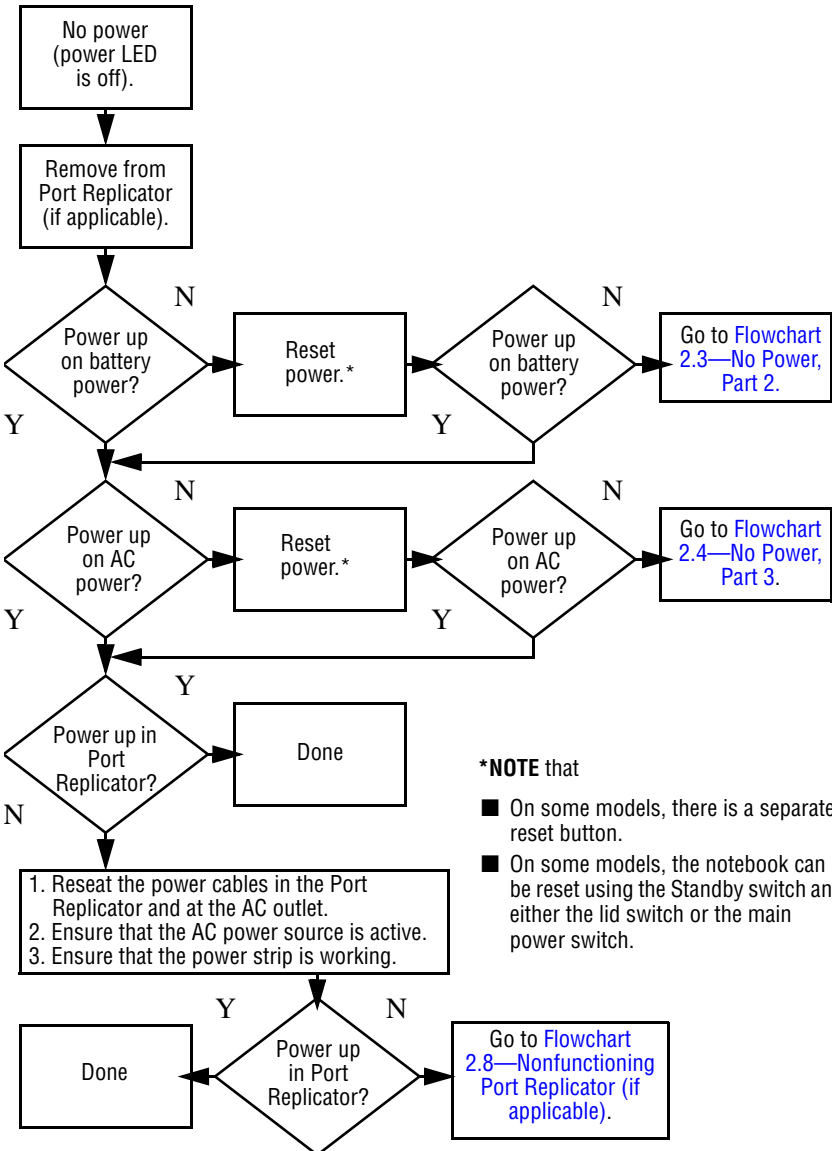 No power
(power LED
is off).
Remove from
Port Replicator
(if applicable).
N
N
Power up
on battery
power?
Reset
power.*
Power up
on battery
power?
Go to Flowchart
2.3—No Power,
Part 2.
Y
Y
N
N
Power up
on AC
power?
Reset
power.*
Power up
on AC
power?
Go to Flowchart
2.4—No Power,
Part 3.
Y
Y
Y
Power up in
Port
Replicator?
Done
N
*NOTE that
■ On some models, there is a separate
reset button.
■ On some models, the notebook can
be reset using the Standby switch an
either the lid switch or the main
power switch.
1. Reseat the power cables in the Port
Replicator and at the AC outlet.
2. Ensure that the AC power source is active.
3. Ensure that the power strip is working.
Y
N
Done
Power up
in Port
Replicator?
Go to Flowchart
2.8—Nonfunctioning
Port Replicator (if
applicable).